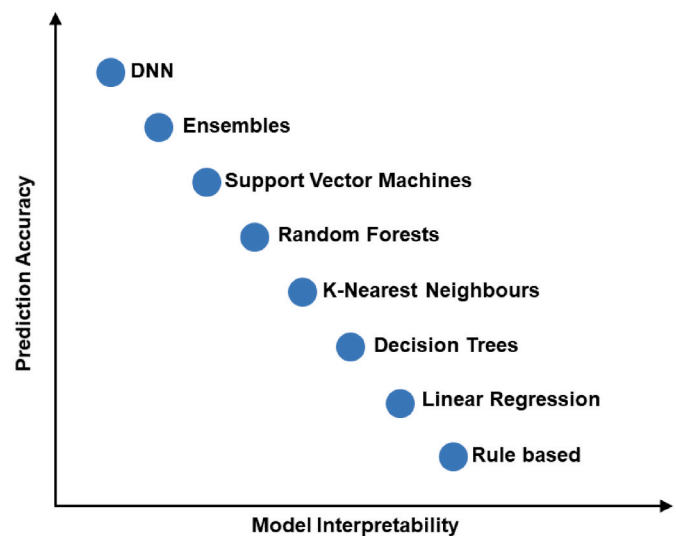 DNN
Ensembles
Support Vector Machines
Random Forests
K-Nearest Neighbours
Decision Trees
Linear Regression
Rule based
Prediction Accuracy
Model Interpretability